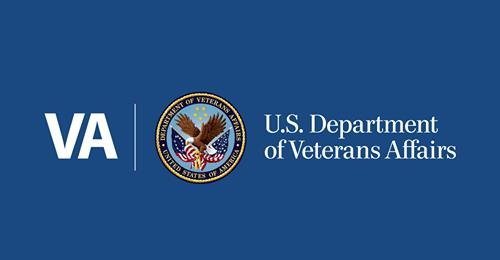 VA
DEPARTMENT OF VETERANS AFFAIRS
UNITED STATES OF AMERICA
U.S. Department
of Veterans Affairs